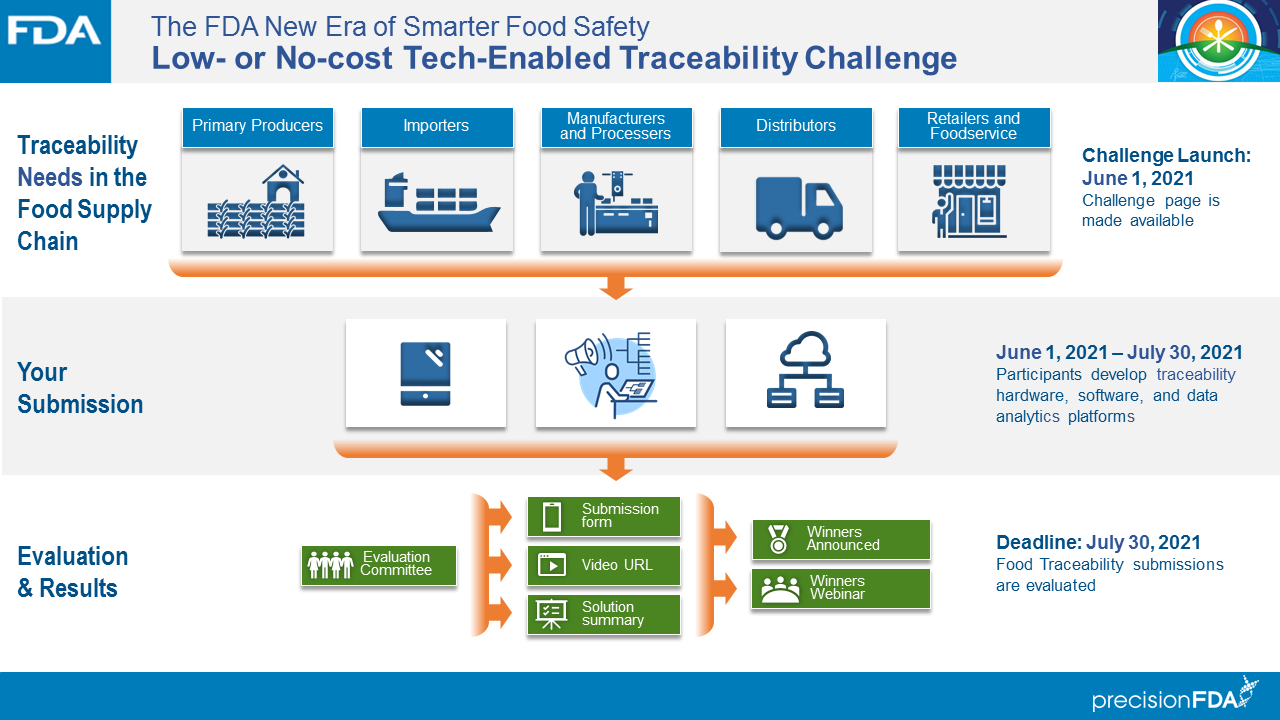 FDA
The FDA New Era of Smarter Food Safety
Low- or No-cost Tech-Enabled Traceability Challenge
Traceability
Needs in the
Food Supply
Chain
Primary Producers
Importers
Manufacturers
and Processers
Distributors
Retailers and
Foodservice
Challenge Launch:
June 1, 2021
Challenge page is
made available
Your
Submission
June 1, 2021 – July 30, 2021
Participants develop traceability
hardware, software, and data
analytics platforms
Evaluation
& Results
Evaluation
Committee
Submission
form
Video URL
Solution
summary
Winners
Announced
Winners
Webinar
Deadline: July 30, 2021
Food Traceability submissions
are evaluated
precisionFDA